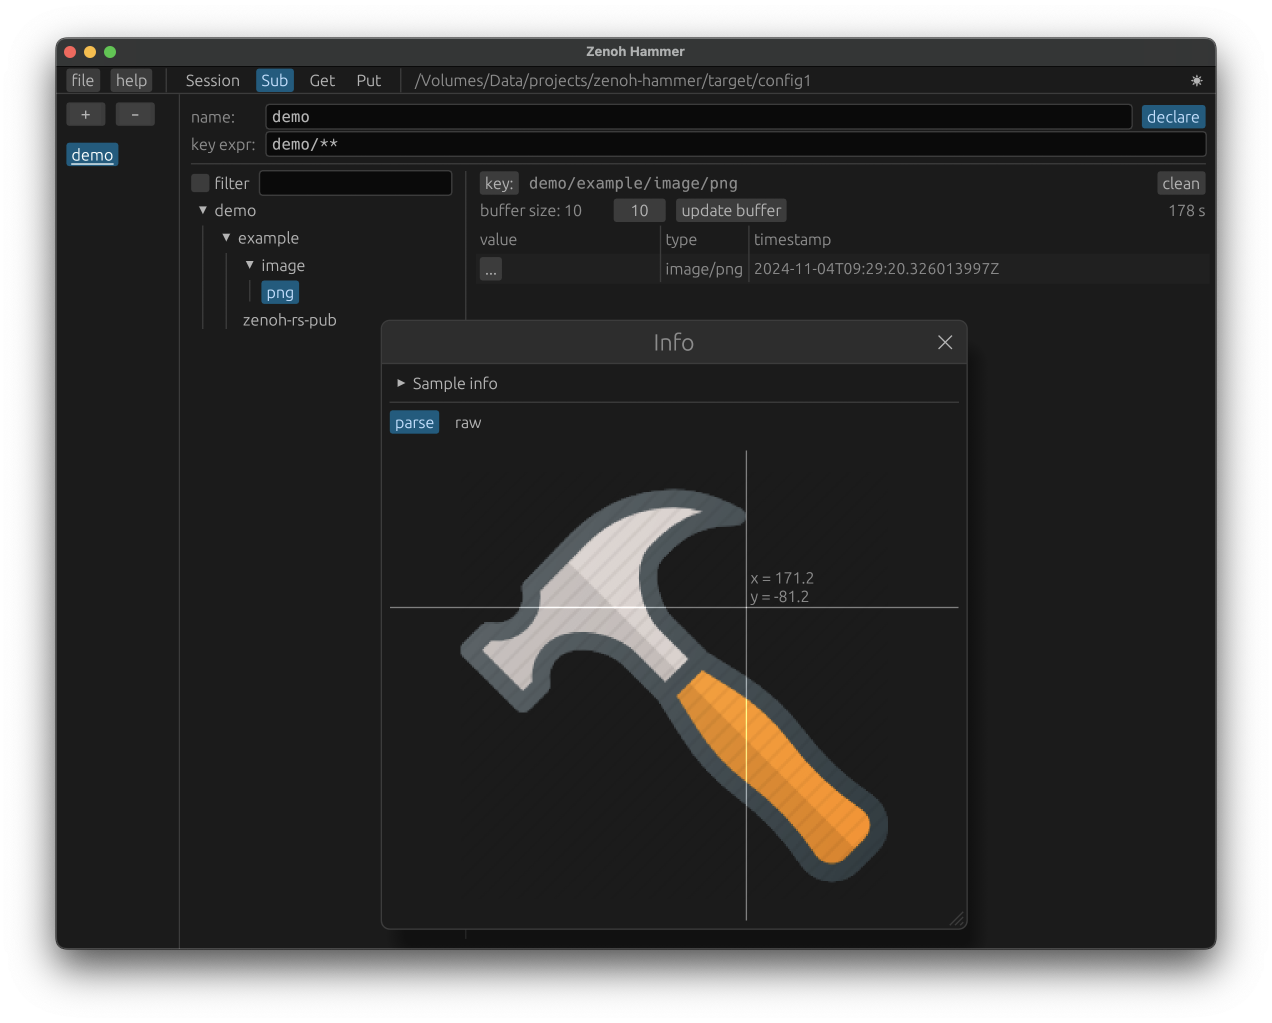 Zenoh Hammer
file help Session Sub Get Put /Volumes/Data/projects/zenoh-hammer/target/config1
+ -
demo
name: demo declare
key expr: demo/**
filter
demo
example
image
png
zenoh-rs-pub
key: demo/example/image/png clean
buffer size: 10 10 update buffer 178 s
value type timestamp
... image/png 2024-11-04T09:29:20.326013997Z
Info
Sample info
parse raw
x = 171.2
y = -81.2